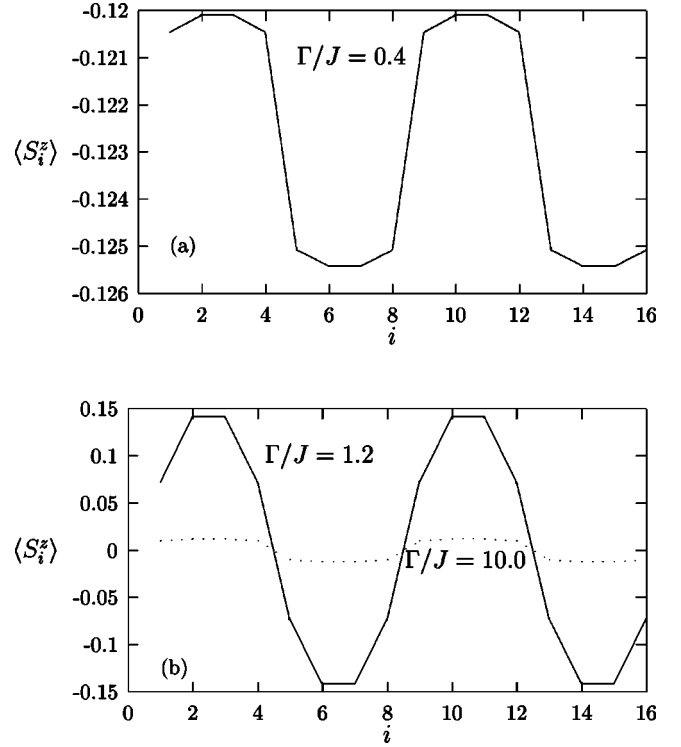 -0.12
-0.121
-0.122
-0.123
-0.124
-0.125
-0.126
⟨S_i^z⟩
Γ/J = 0.4
(a)
0 2 4 6 8 10 12 14 16
i
0.15
0.1
0.05
0
-0.05
-0.1
-0.15
⟨S_i^z⟩
Γ/J = 1.2
Γ/J = 10.0
(b)
0 2 4 6 8 10 12 14 16
i